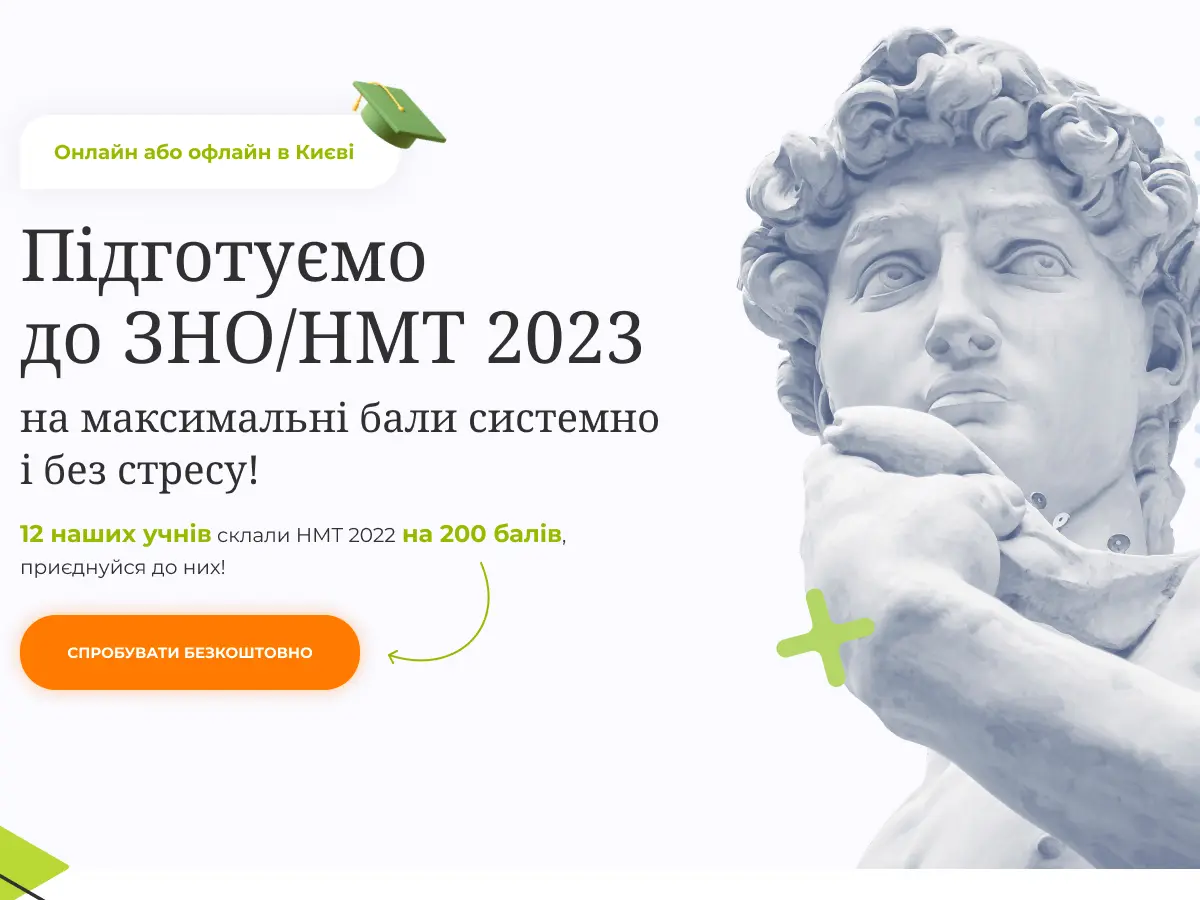 Онлайн або офлайн в Києві
Підготуємо
до ЗНО/НМТ 2023
на максимальні бали системно
і без стресу!
12 наших учнів склали НМТ 2022 на 200 балів,
приєднуйся до них!
СПРОБУВАТИ БЕЗКОШТОВНО